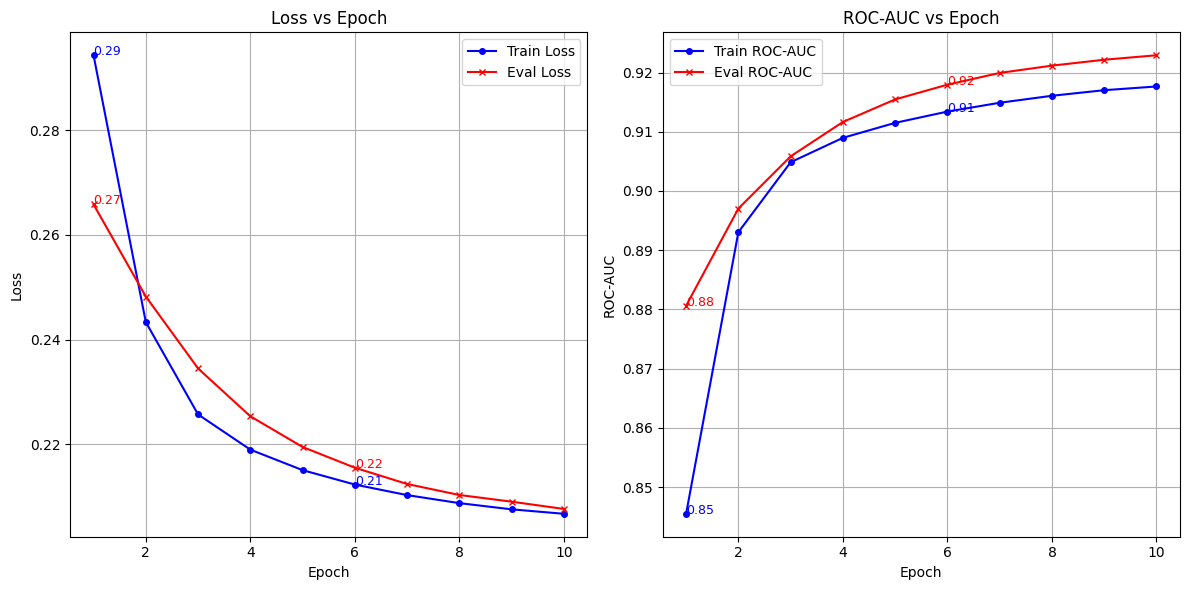 Loss vs Epoch
0.29
Train Loss
Eval Loss
0.28
0.27
0.26
Loss
0.24
0.22
0.22
0.21
2 4 6 8 10
Epoch
ROC-AUC vs Epoch
Train ROC-AUC
Eval ROC-AUC
0.92
0.92
0.91
0.91
0.90
0.89
0.88
0.88
ROC-AUC
0.87
0.86
0.85
0.85
2 4 6 8 10
Epoch